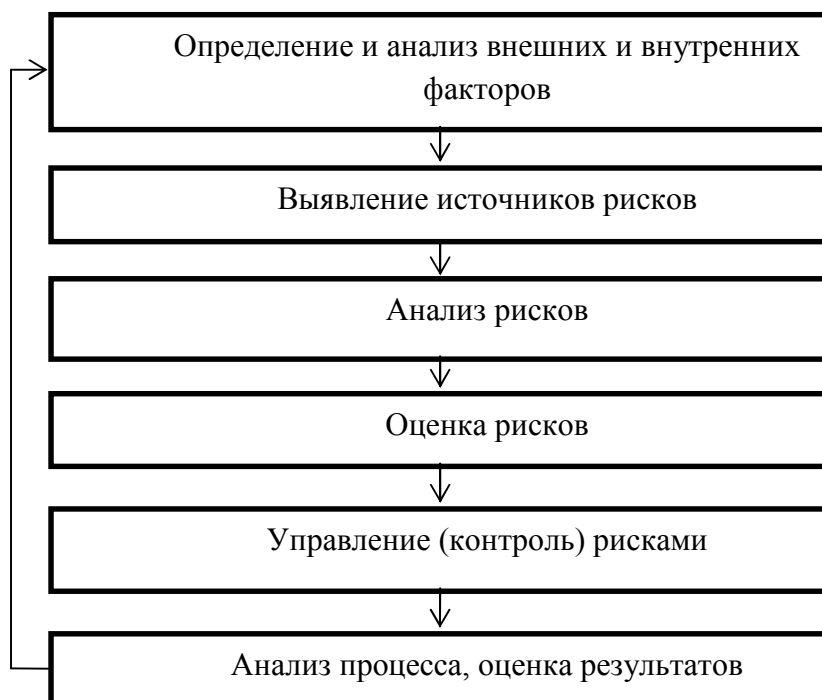 Определение и анализ внешних и внутренних
факторов
Выявление источников рисков
Анализ рисков
Оценка рисков
Управление (контроль) рисками
Анализ процесса, оценка результатов